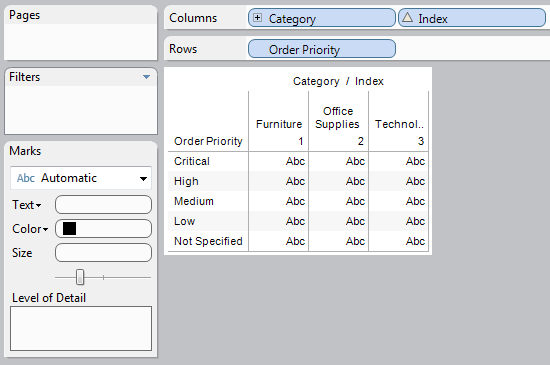 Pages
Columns
Category
Index
Rows
Order Priority
Filters
Marks
Abc Automatic
Text
Color
Size
Level of Detail
Category / Index
Office
Furniture Supplies Technol..
Order Priority 1 2 3
Critical Abc Abc Abc
High Abc Abc Abc
Medium Abc Abc Abc
Low Abc Abc Abc
Not Specified Abc Abc Abc